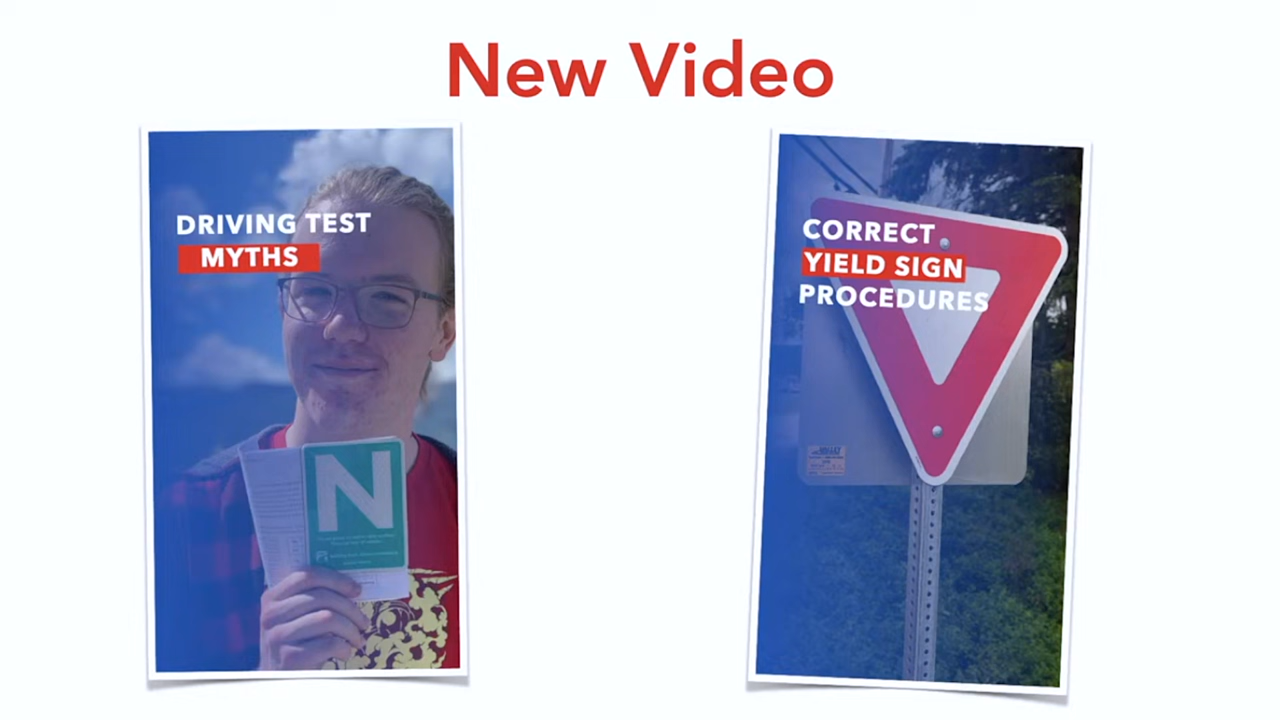 New Video
DRIVING TEST
MYTHS
N
CORRECT
YIELD SIGN
PROCEDURES